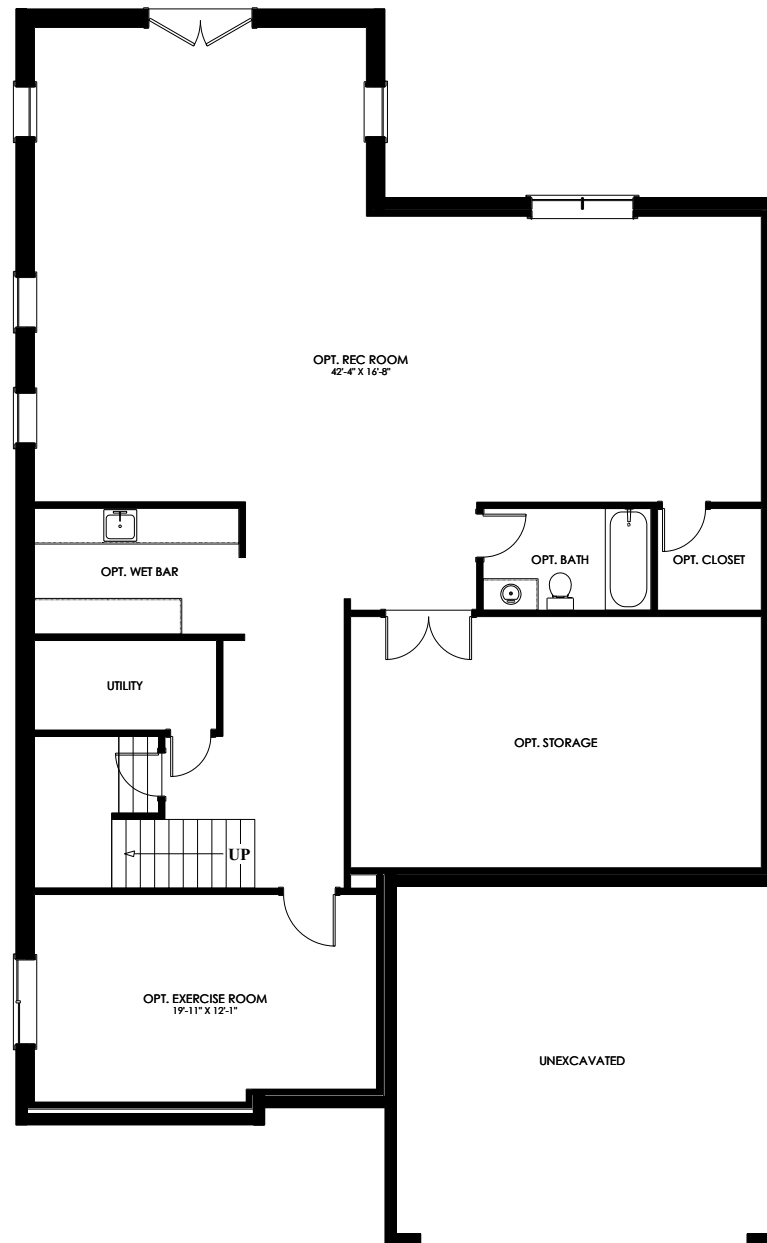 OPT. REC ROOM
42'-4" X 16'-8"
OPT. WET BAR
OPT. BATH
OPT. CLOSET
UTILITY
OPT. STORAGE
UP
OPT. EXERCISE ROOM
19'-11" X 12'-1"
UNEXCAVATED